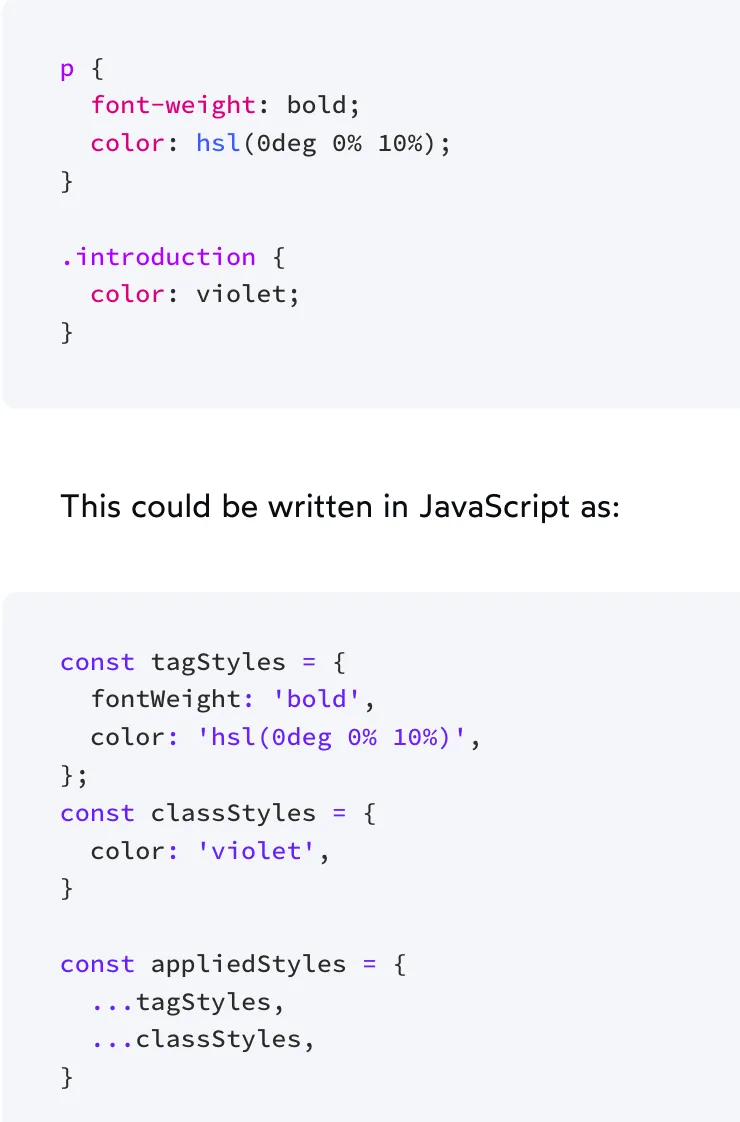 p {
  font-weight: bold;
  color: hsl(0deg 0% 10%);
}

.introduction {
  color: violet;
}

This could be written in JavaScript as:

const tagStyles = {
  fontWeight: 'bold',
  color: 'hsl(0deg 0% 10%)',
};
const classStyles = {
  color: 'violet',
}

const appliedStyles = {
  ...tagStyles,
  ...classStyles,
}